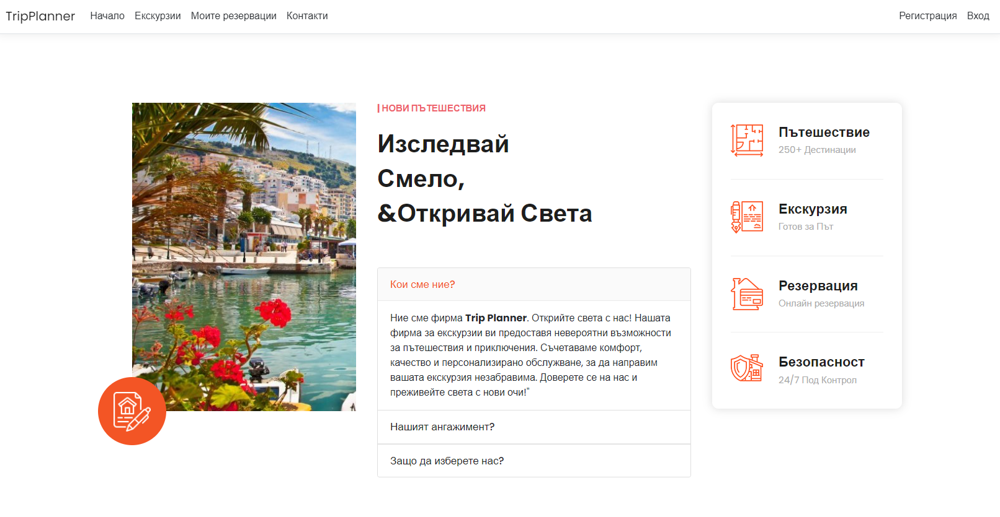 TripPlanner Начало Екскурзии Моите резервации Контакти Регистрация Вход
| НОВИ ПЪТЕШЕСТВИЯ
Изследвай
Смело,
&Откривай Света
Кои сме ние?
Ние сме фирма Trip Planner. Открийте света с нас! Нашата
фирма за екскурзии ви предоставя невероятни възможности
за пътешествия и приключения. Съчетаваме комфорт,
качество и персонализирано обслужване, за да направим
вашата екскурзия незабравима. Доверете се на нас и
преживейте света с нови очи!"
Нашият ангажимент?
Защо да изберете нас?
Пътешествие
250+ Дестинации
Екскурзия
Готов за Път
Резервация
Онлайн резервация
Безопасност
24/7 Под Контрол